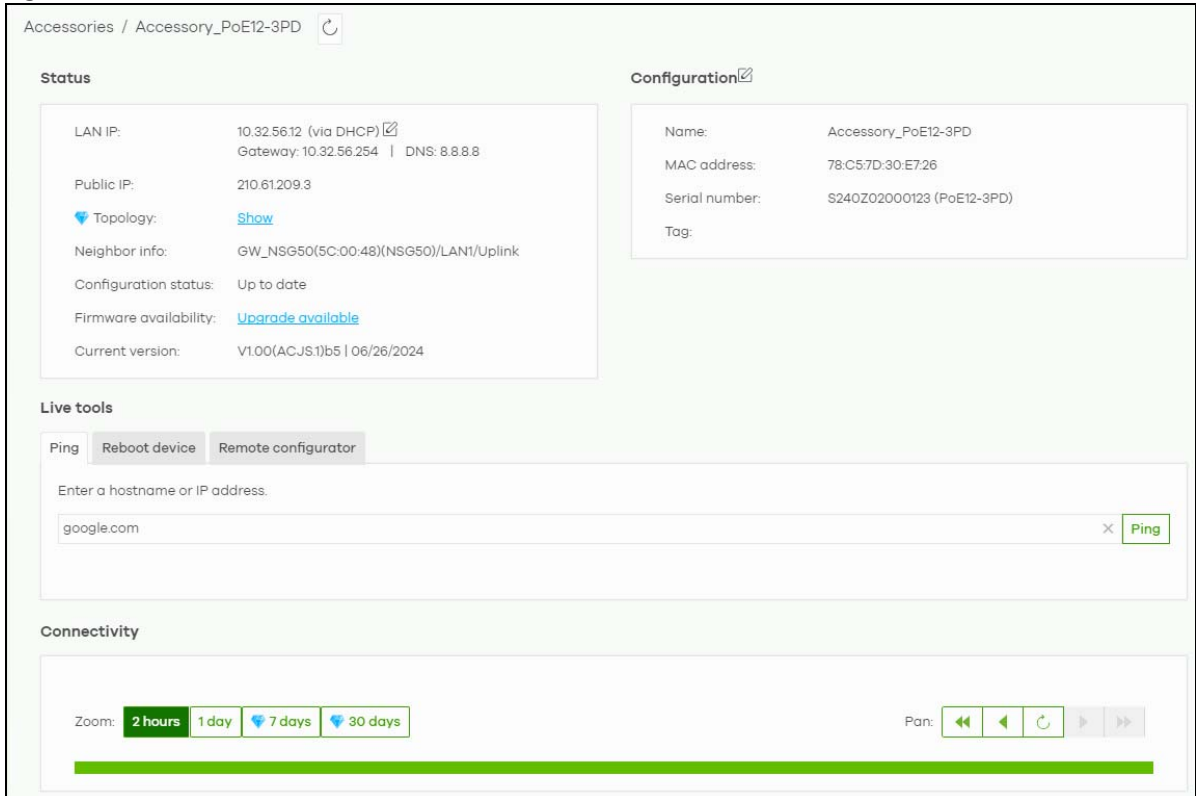 Accessories / Accessory_PoE12-3PD
Status
LAN IP: 10.32.56.12 (via DHCP)
Gateway: 10.32.56.254 | DNS: 8.8.8.8
Public IP: 210.61.209.3
Topology: Show
Neighbor info: GW_NSG50(5C:00:48)(NSG50)/LAN1/Uplink
Configuration status: Up to date
Firmware availability: Upgrade available
Current version: V1.00(ACJS.1)b5 | 06/26/2024
Configuration
Name: Accessory_PoE12-3PD
MAC address: 78:C5:7D:30:E7:26
Serial number: S240Z02000123 (PoE12-3PD)
Tag:
Live tools
Ping Reboot device Remote configurator
Enter a hostname or IP address.
google.com Ping
Connectivity
Zoom: 2 hours 1 day 7 days 30 days Pan: